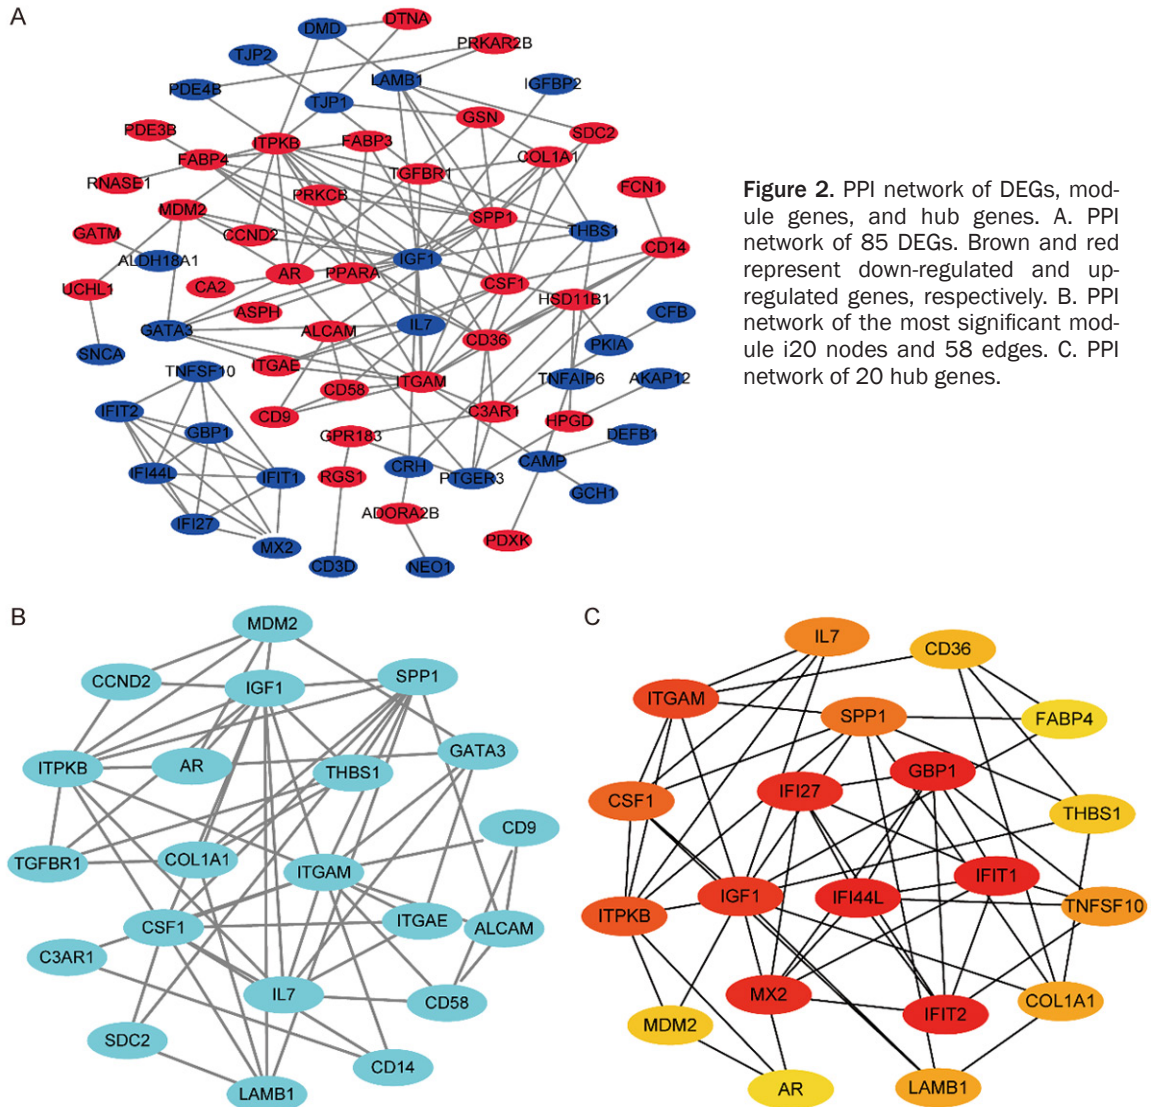 A
DTNA
DMD
PRKAR2B
TJP2
LAMB1
IGFBP2
PDE4B
TJP1
GSN
PDE3B
SDC2
ITPKB
FABP3
FABP4
COL1A1
TGFBR1
RNASE1
FCN1
PRKCB
MDM2
SPP1
GATM
CCND2
THBS1
CD14
ALDH18A1
IGF1
AR
PPARA
CSF1
UCHL1
CA2
HSD11B1
ASPH
CFB
GATA3
ALCAM
IL7
CD36
PKIA
SNCA
ITGAE
TNFSF10
CD58
ITGAM
TNFAIP6
AKAP12
IFIT2
CD9
C3AR1
HPGD
GBP1
GPR183
DEFB1
IFI44L
IFIT1
RGS1
CRH
PTGER3
CAMP
GCH1
IFI27
ADORA2B
MX2
PDXK
CD3D
NEO1
Figure 2. PPI network of DEGs, mod-
ule genes, and hub genes. A. PPI
network of 85 DEGs. Brown and red
represent down-regulated and up-
regulated genes, respectively. B. PPI
network of the most significant mod-
ule i20 nodes and 58 edges. C. PPI
network of 20 hub genes.
B
MDM2
CCND2
IGF1
SPP1
ITPKB
AR
THBS1
GATA3
CD9
TGFBR1
COL1A1
ITGAM
CSF1
ITGAE
ALCAM
C3AR1
IL7
CD58
SDC2
CD14
LAMB1
C
IL7
CD36
ITGAM
SPP1
FABP4
GBP1
CSF1
IFI27
THBS1
IFIT1
ITPKB
IGF1
IFI44L
TNFSF10
MX2
COL1A1
MDM2
IFIT2
AR
LAMB1